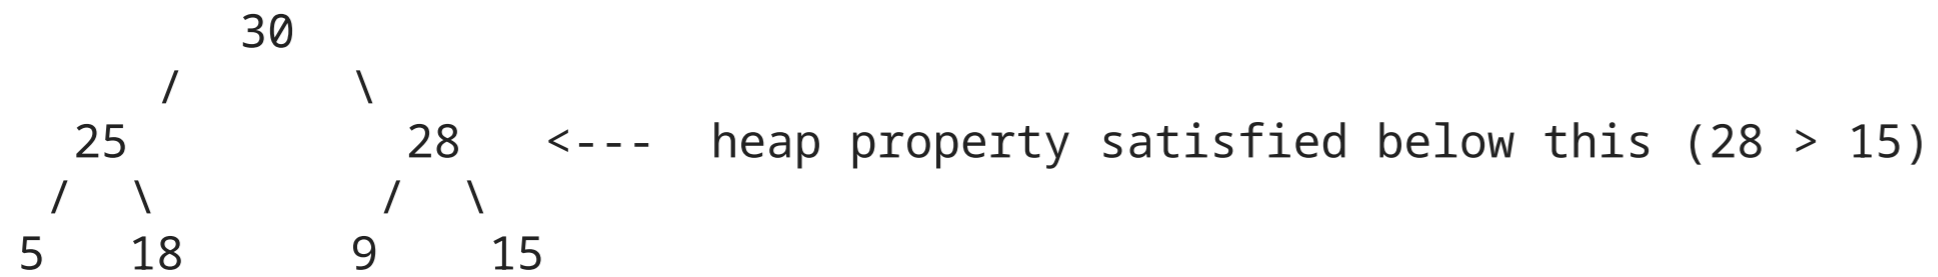 30
/ \
25 28 <--- heap property satisfied below this (28 > 15)
/ \ / \
5 18 9 15